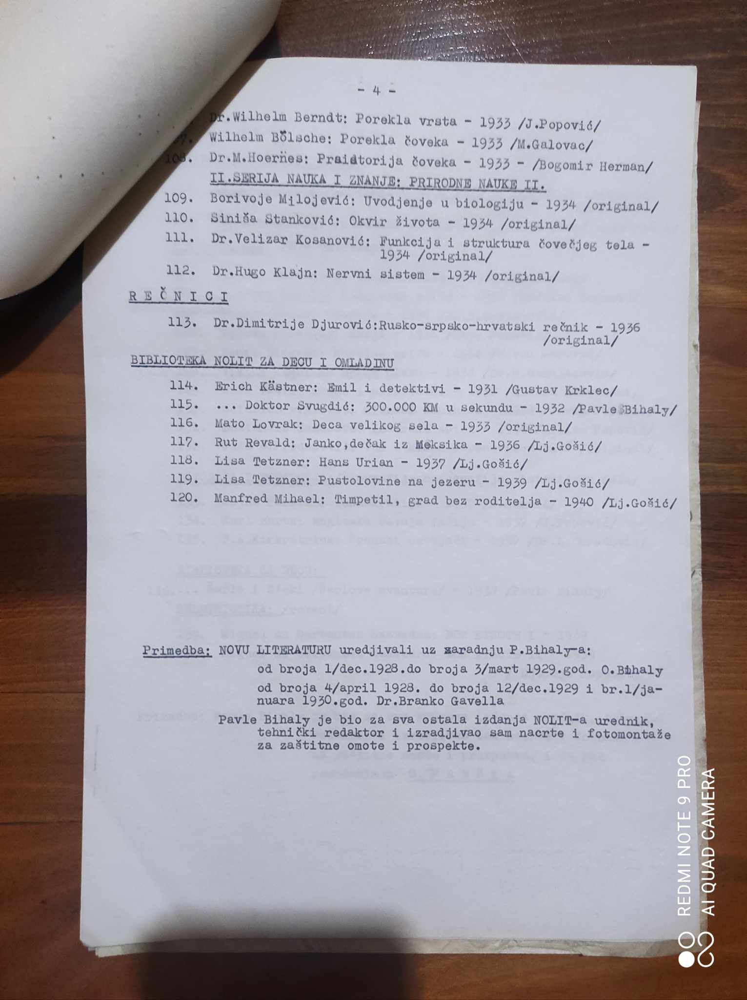 - 4 -
Dr.Wilhelm Berndt: Porekla vrsta - 1933 /J.Popović/
Wilhelm Bölsche: Porekla čoveka - 1933 /M.Galovac/
108. Dr.M.Hoernes: Praistorija čoveka - 1933 - /Bogomir Herman/
II.SERIJA NAUKA I ZNANJE: PRIRODNE NAUKE II.
109. Borivoje Milojević: Uvodjenje u biologiju - 1934 /original/
110. Siniša Stanković: Okvir života - 1934 /original/
111. Dr.Velizar Kosanović: Funkcija i struktura čovečjeg tela -
1934 /original/
112. Dr.Hugo Klajn: Nervni sistem - 1934 /original/
R E Č N I C I
113. Dr.Dimitrije Djurović:Rusko-srpsko-hrvatski rečnik - 1936
/original/
BIBLIOTEKA NOLIT ZA DECU I OMLADINU
114. Erich Kästner: Emil i detektivi - 1931 /Gustav Krklec/
115. ... Doktor Svugdić: 300.000 KM u sekundu - 1932 /Pavle Bihaly/
116. Mato Lovrak: Deca velikog sela - 1933 /original/
117. Rut Revald: Janko,dečak iz Meksika - 1936 /Lj.Gošić/
118. Lisa Tetzner: Hans Urian - 1937 /Lj.Gošić/
119. Lisa Tetzner: Pustolovine na jezeru - 1939 /Lj.Gošić/
120. Manfred Mihael: Timpetil, grad bez roditelja - 1940 /Lj.Gošić/
Primedba: NOVU LITERATURU uredjivali uz saradnju P.Bihaly-a:
od broja 1/dec.1928.do broja 3/mart 1929.god. O.Bihaly
od broja 4/april 1928. do broja 12/dec.1929 i br.1/ja-
nuara 1930.god. Dr.Branko Gavella
Pavle Bihaly je bio za sva ostala izdanja NOLIT-a urednik,
tehnički redaktor i izradjivao sam nacrte i fotomontaže
za zaštitne omote i prospekte.
REDMI NOTE 9 PRO
AI QUAD CAMERA